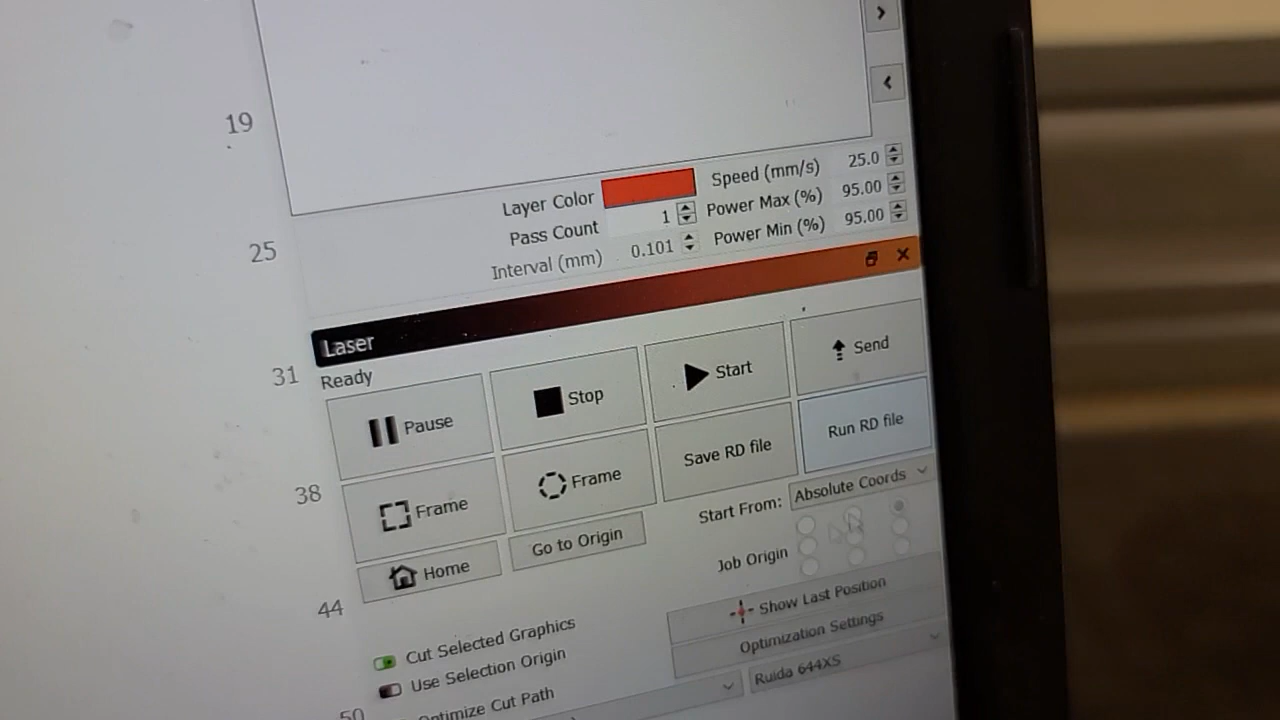 19
25
31
38
44
50
Layer Color
Speed (mm/s) 25.0
Pass Count 1
Power Max (%) 95.00
Interval (mm) 0.101
Power Min (%) 95.00
Laser
Ready
Pause
Stop
Start
Send
Frame
Frame
Save RD file
Run RD file
Home
Go to Origin
Start From: Absolute Coords
Job Origin
Show Last Position
Cut Selected Graphics
Optimization Settings
Use Selection Origin
Optimize Cut Path
Ruida 644XS